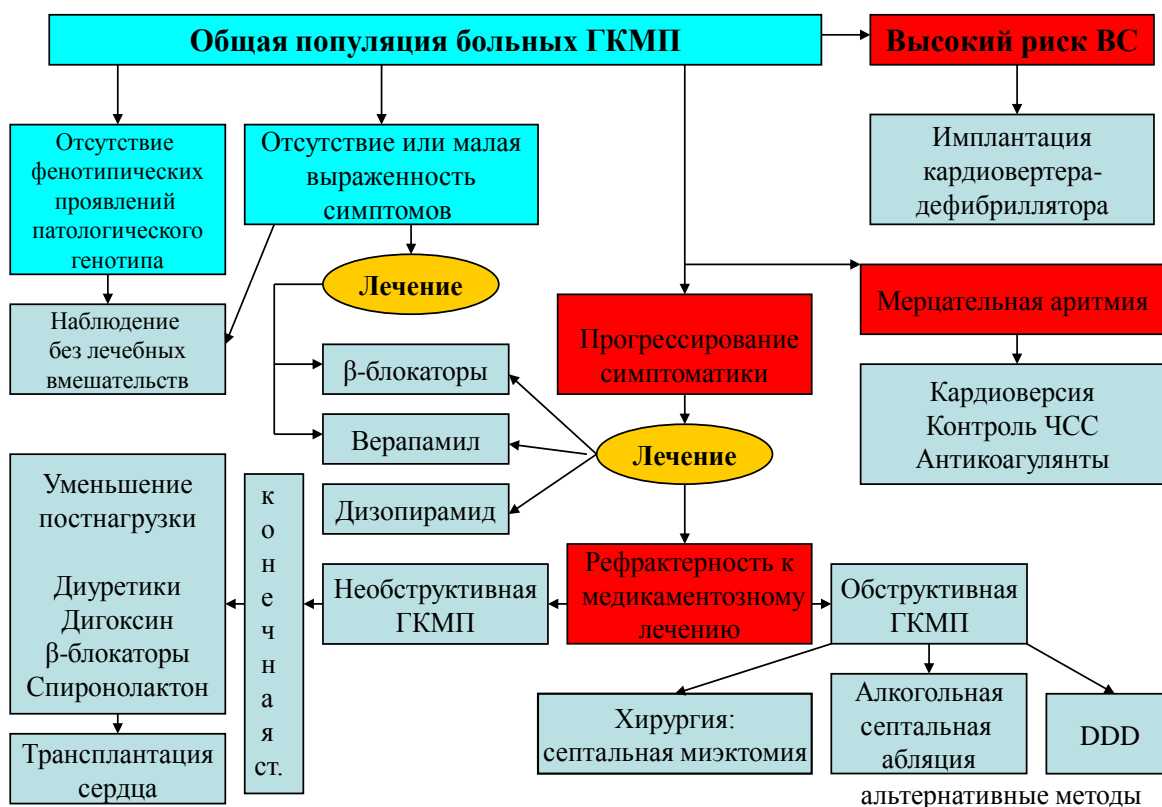 Общая популяция больных ГКМП
Высокий риск ВС
Отсутствие
фенотипических
проявлений
патологического
генотипа
Отсутствие или малая
выраженность
симптомов
Имплантация
кардиовертера-
дефибриллятора
Лечение
Наблюдение
без лечебных
вмешательств
Мерцательная аритмия
Прогрессирование
симптоматики
β-блокаторы
Верапамил
Дизопирамид
Лечение
Кардиоверсия
Контроль ЧСС
Антикоагулянты
Уменьшение
постнагрузки
Диуретики
Дигоксин
β-блокаторы
Спиронолактон
к
о
н
е
ч
н
а
я
ст.
Необструктивная
ГКМП
Рефрактерность к
медикаментозному
лечению
Обструктивная
ГКМП
Трансплантация
сердца
Хирургия:
септальная миэктомия
Алкогольная
септальная
абляция
DDD
альтернативные методы